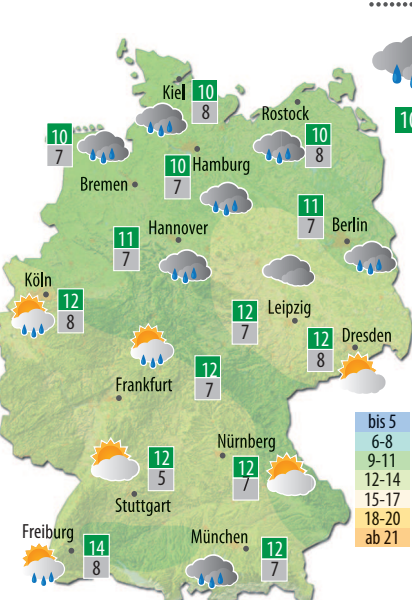 Kiel
10
8
Rostock
10
10
8
10
7
10
7
Hamburg
Bremen
11
7
Berlin
Hannover
11
7
Köln
12
8
12
7
Leipzig
12
8
Dresden
Frankfurt
12
7
bis 5
6-8
9-11
12-14
15-17
18-20
ab 21
Nürnberg
12
7
12
5
Stuttgart
Freiburg
14
8
München
12
7